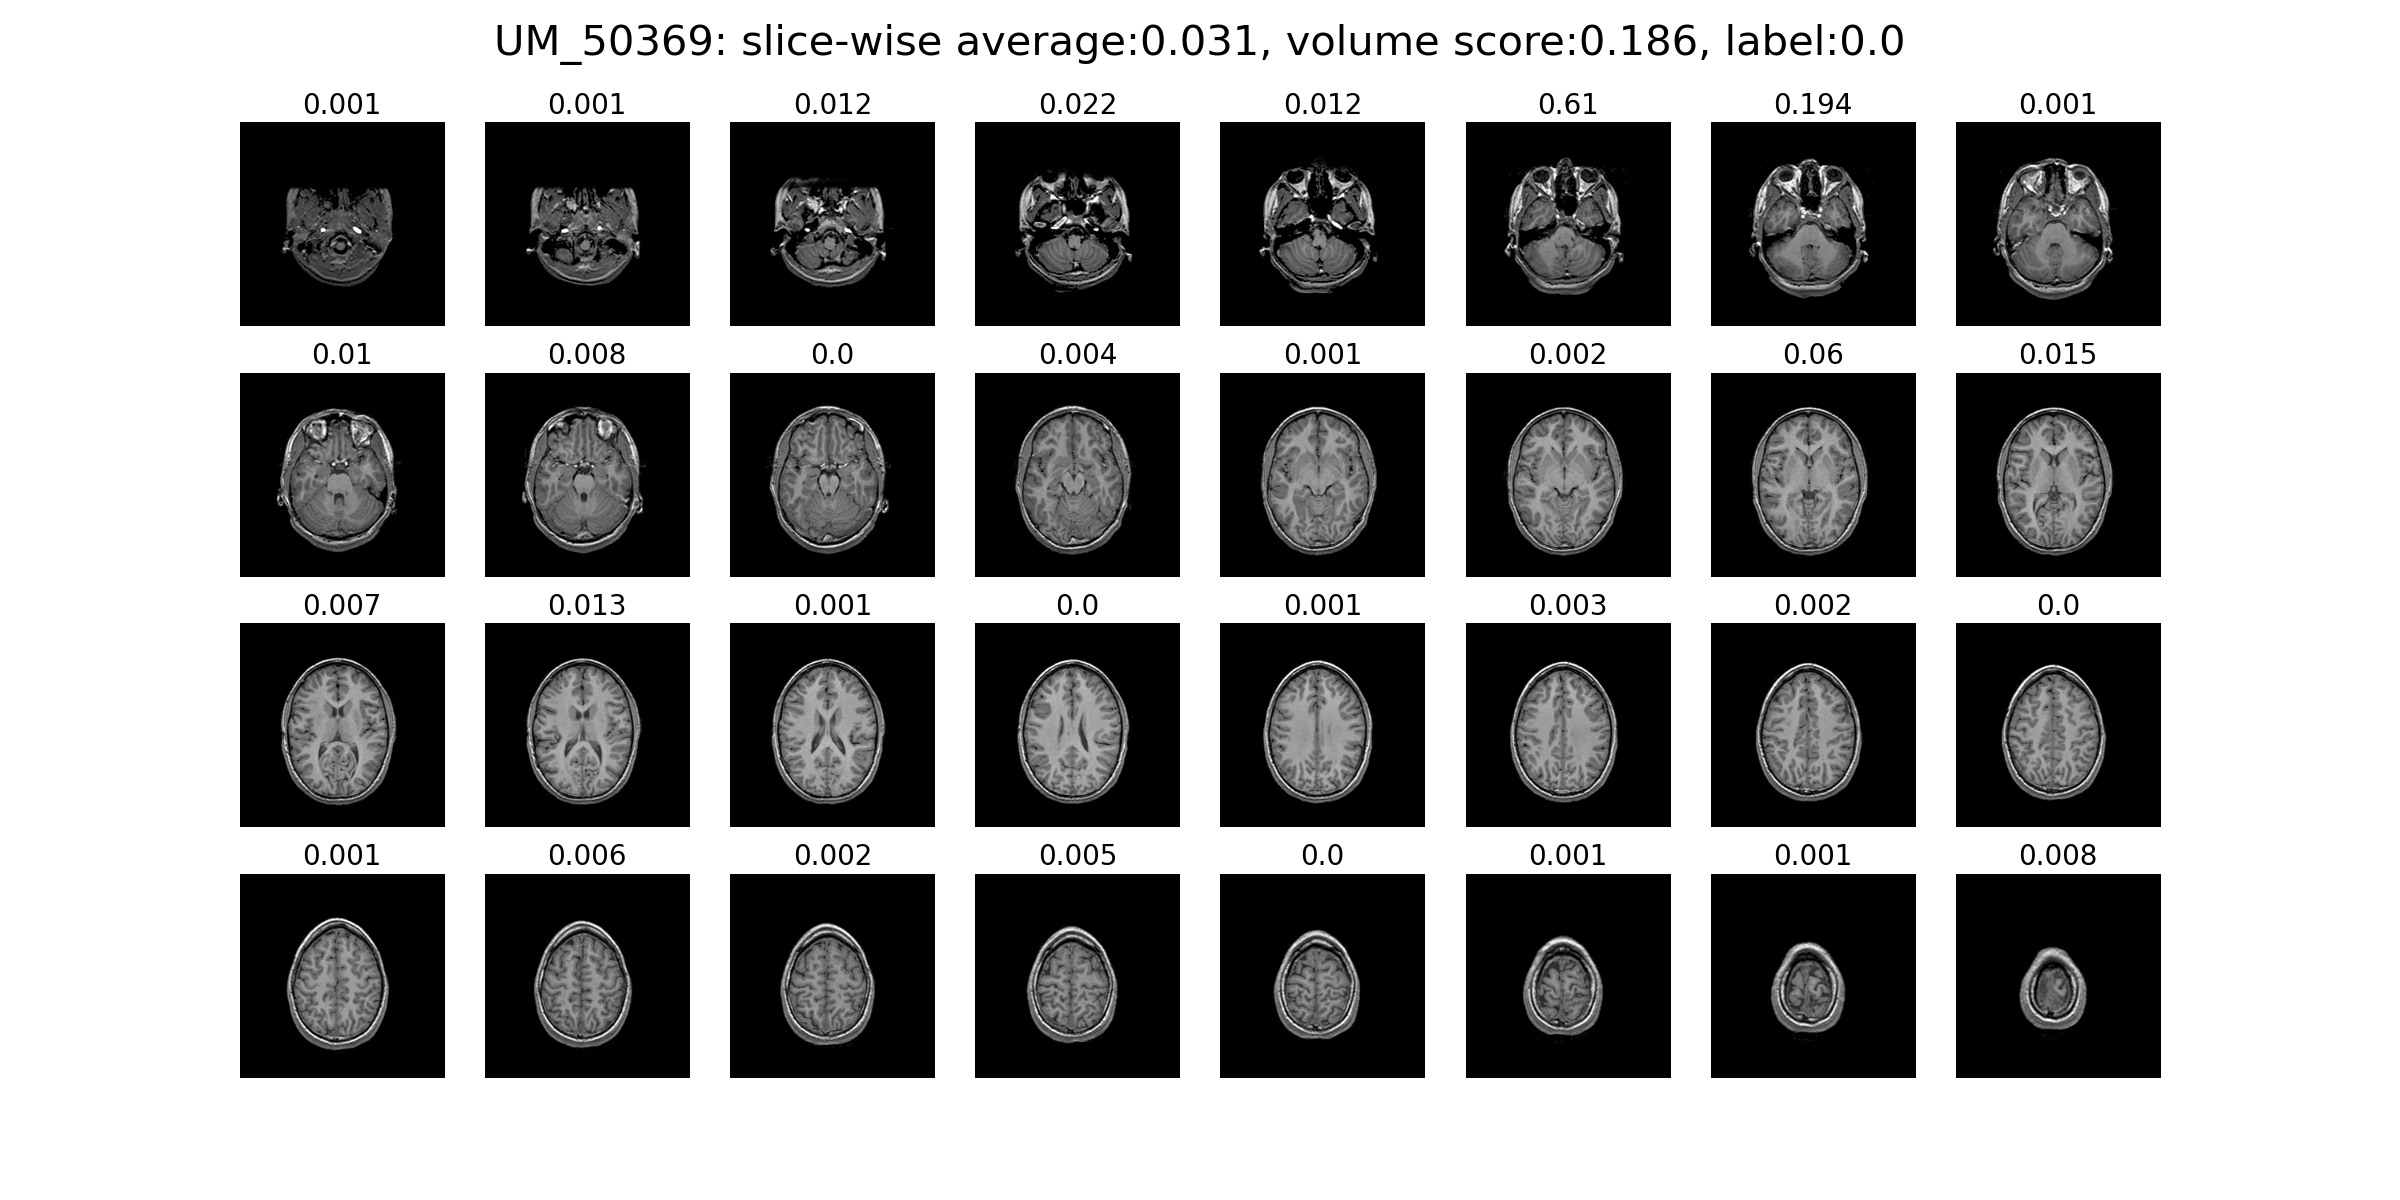 UM_50369: slice-wise average:0.031, volume score:0.186, label:0.0
0.001 0.001 0.012 0.022 0.012 0.61 0.194 0.001
0.01 0.008 0.0 0.004 0.001 0.002 0.06 0.015
0.007 0.013 0.001 0.0 0.001 0.003 0.002 0.0
0.001 0.006 0.002 0.005 0.0 0.001 0.001 0.008